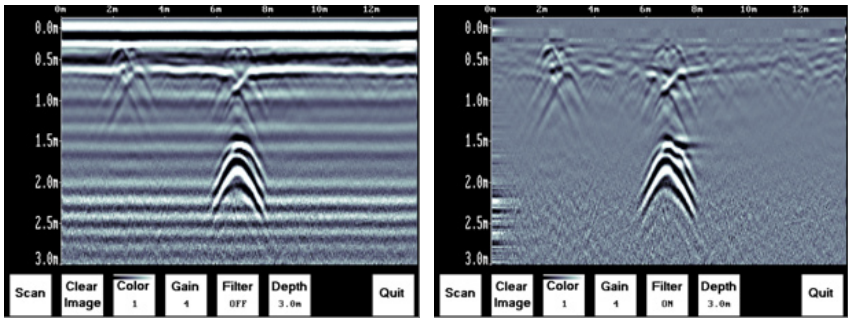 0m 2m 4m 6m 8m 10m 12m
0.0m
0.5m
1.0m
1.5m
2.0m
2.5m
3.0m
Scan
Clear Image
Color 1
Gain 4
Filter OFF
Depth 3.0m
Quit
0m 2m 4m 6m 8m 10m 12m
0.0m
0.5m
1.0m
1.5m
2.0m
2.5m
3.0m
Scan
Clear Image
Color 1
Gain 4
Filter ON
Depth 3.0m
Quit